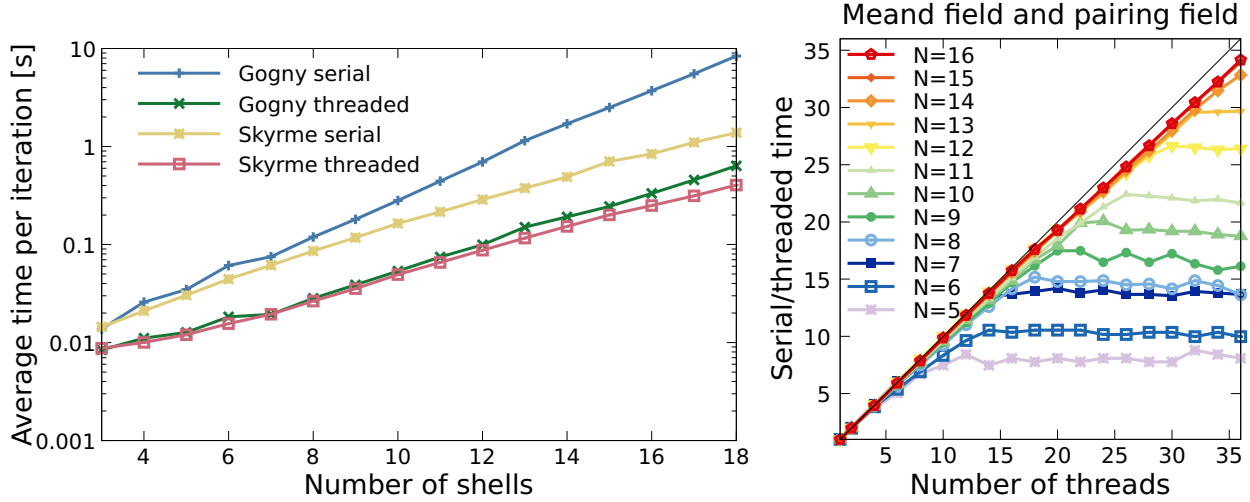 Average time per iteration [s]
10
1
0.1
0.01
0.001
Gogny serial
Gogny threaded
Skyrme serial
Skyrme threaded
4 6 8 10 12 14 16 18
Number of shells
Meand field and pairing field
Serial/threaded time
35
30
25
20
15
10
5
N=16
N=15
N=14
N=13
N=12
N=11
N=10
N=9
N=8
N=7
N=6
N=5
5 10 15 20 25 30 35
Number of threads